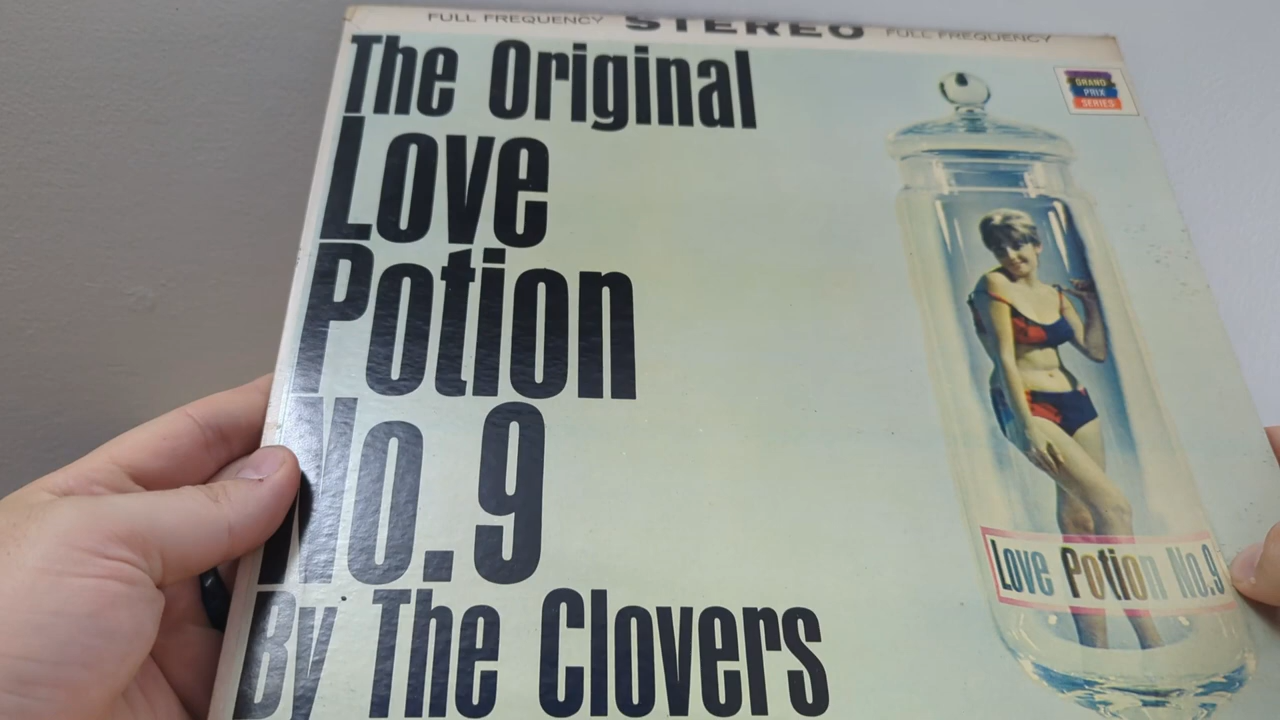 FULL FREQUENCY STEREO FULL FREQUENCY
The Original
Love
Potion
No.9
By The Clovers
GRAND
PRIX
SERIES
Love Potion No.9